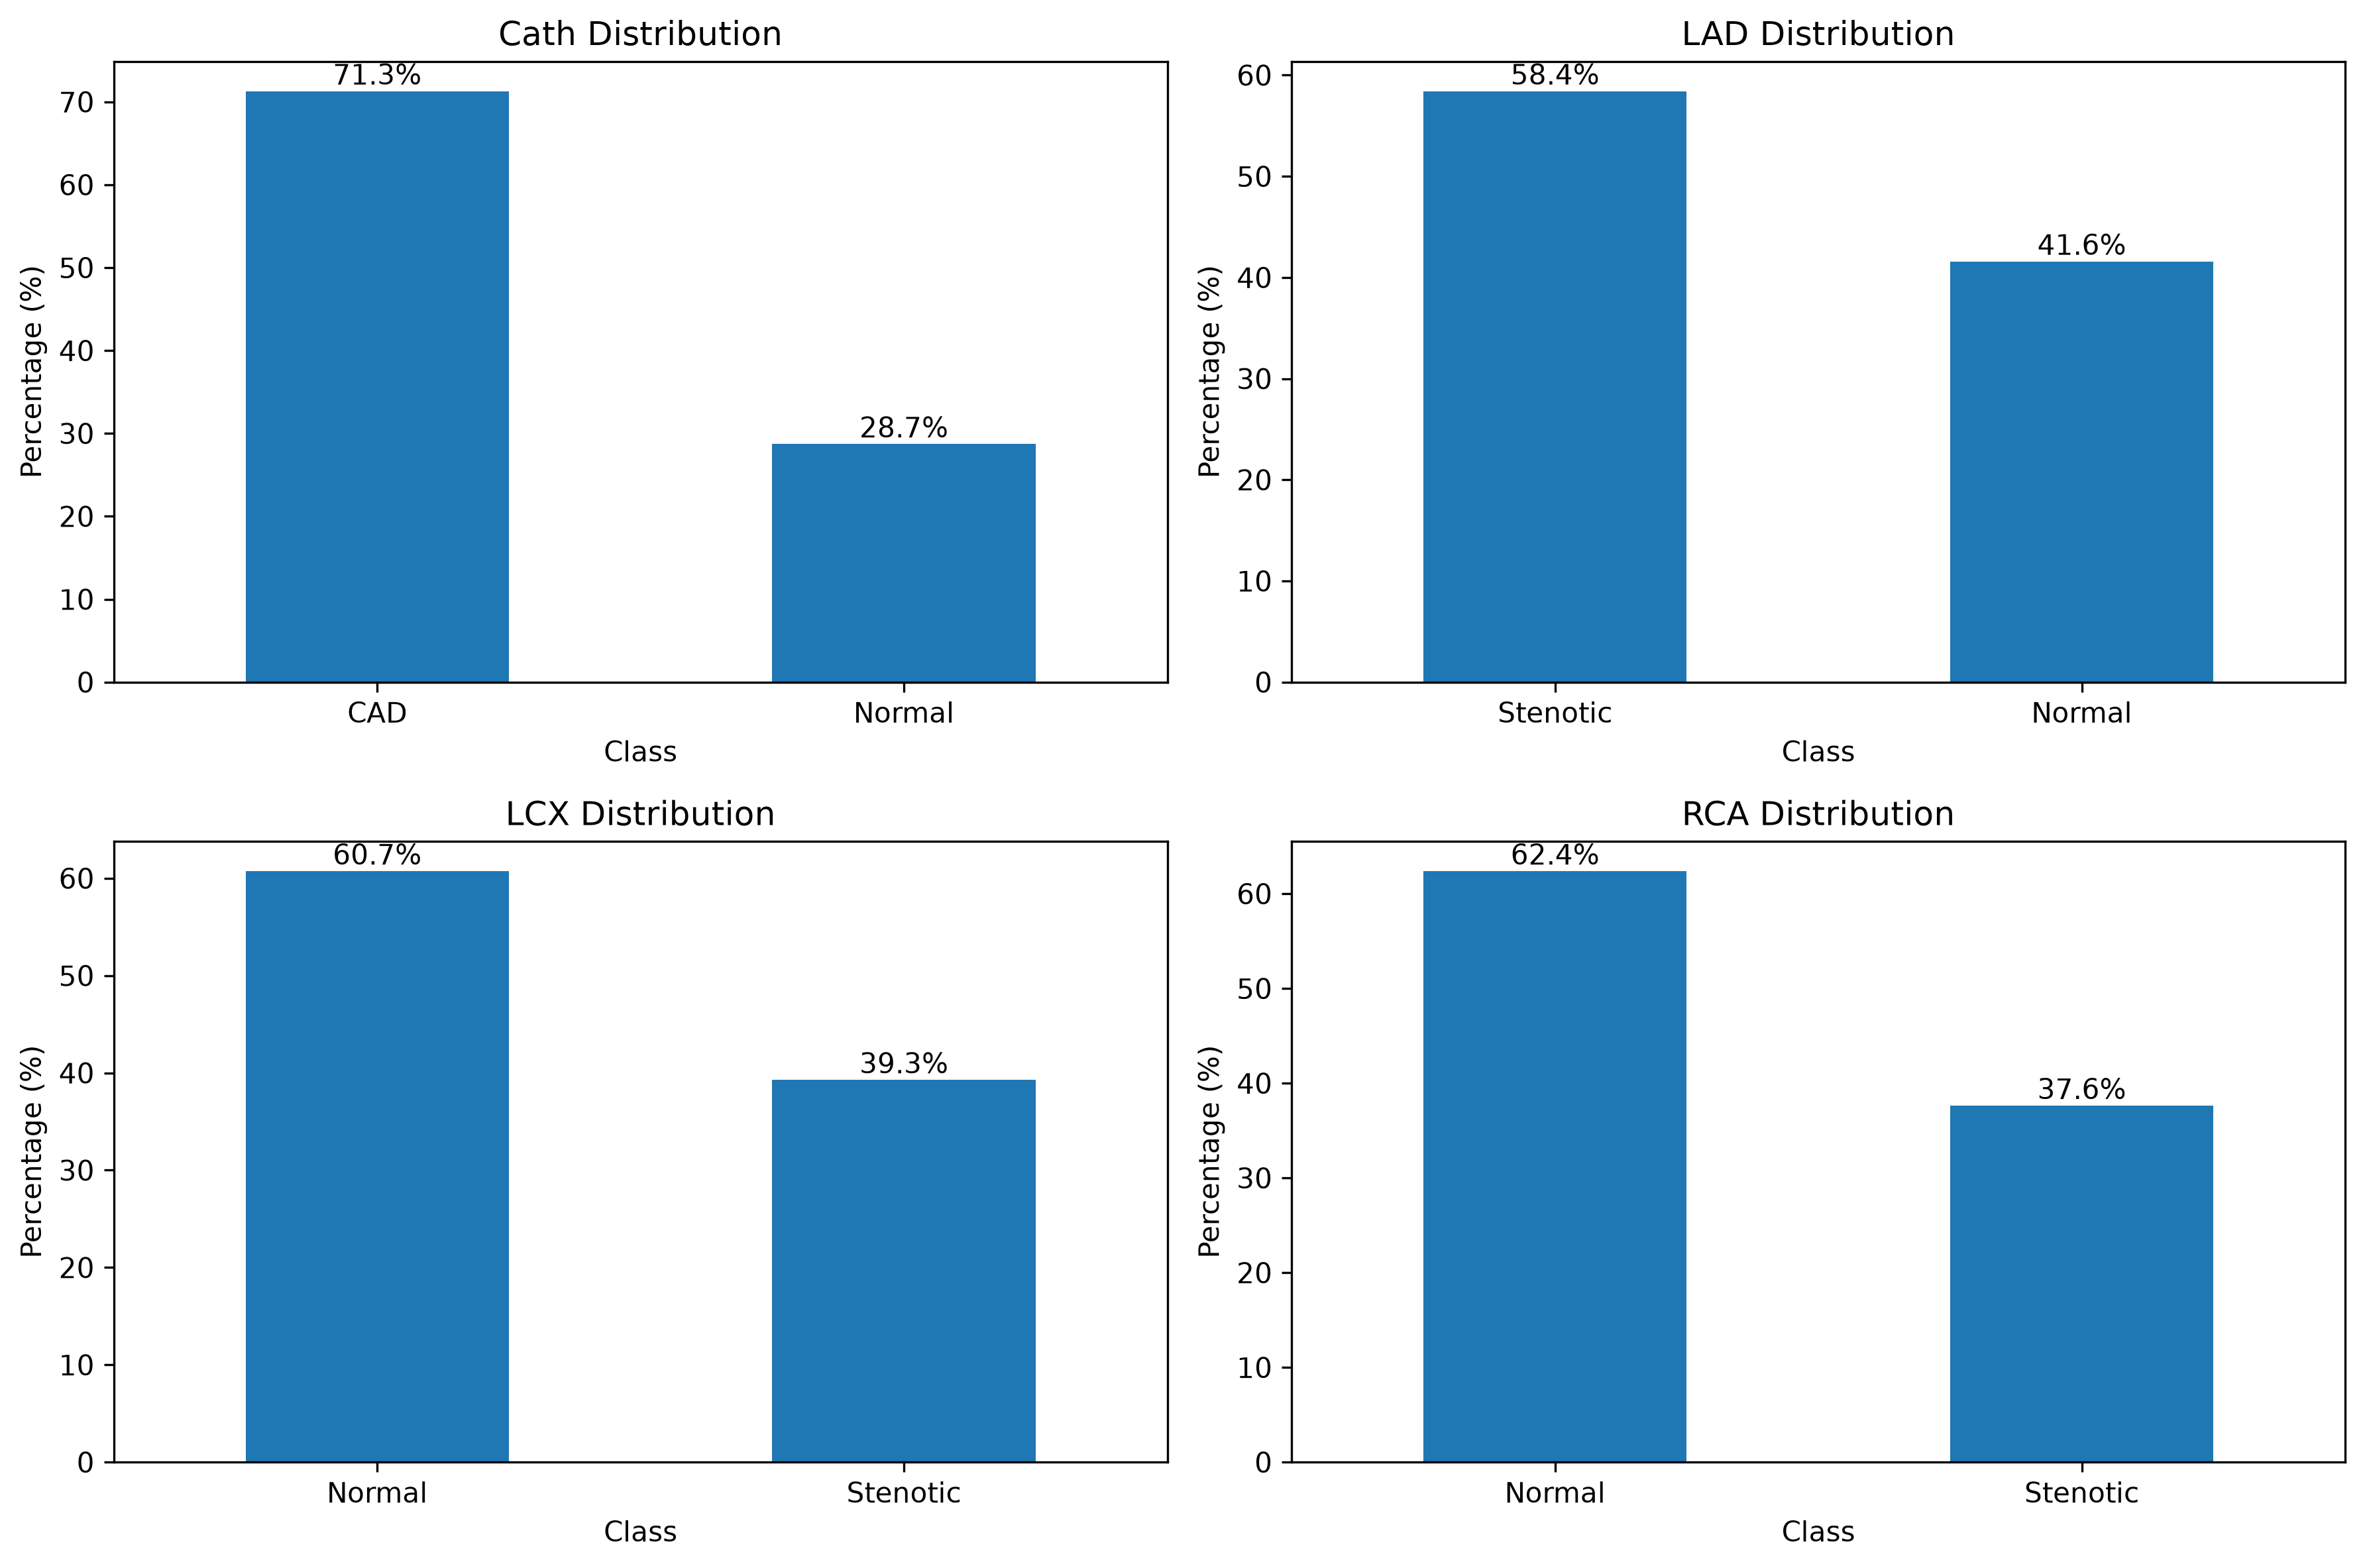 Cath Distribution
Percentage (%)
70
60
50
40
30
20
10
0
71.3%
28.7%
CAD
Normal
Class
LAD Distribution
Percentage (%)
60
50
40
30
20
10
0
58.4%
41.6%
Stenotic
Normal
Class
LCX Distribution
Percentage (%)
60
50
40
30
20
10
0
60.7%
39.3%
Normal
Stenotic
Class
RCA Distribution
Percentage (%)
60
50
40
30
20
10
0
62.4%
37.6%
Normal
Stenotic
Class